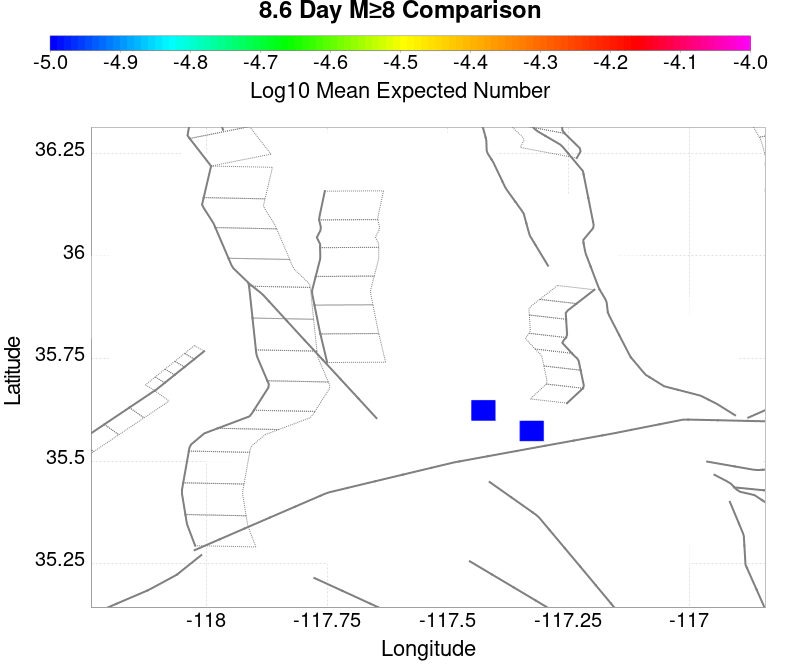 8.6 Day M≥8 Comparison
-5.0 -4.9 -4.8 -4.7 -4.6 -4.5 -4.4 -4.3 -4.2 -4.1 -4.0
Log10 Mean Expected Number
36.25
36
35.75
35.5
35.25
Latitude
-118 -117.75 -117.5 -117.25 -117
Longitude